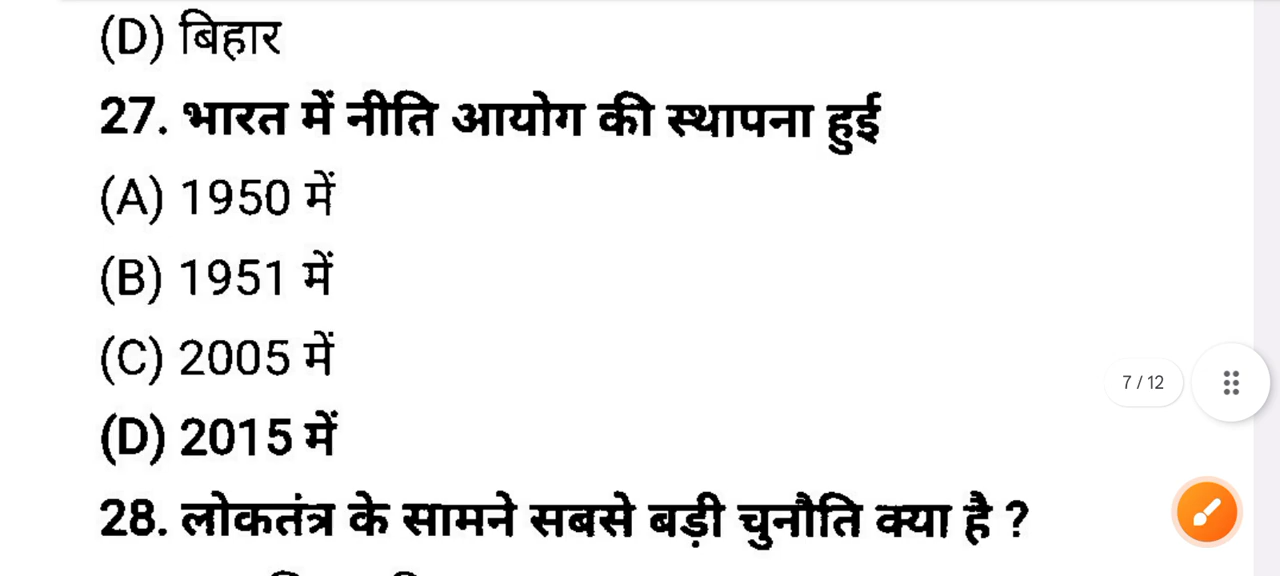 (D) बिहार
27. भारत में नीति आयोग की स्थापना हुई
(A) 1950 में
(B) 1951 में
(C) 2005 में
7 / 12
(D) 2015 में
28. लोकतंत्र के सामने सबसे बड़ी चुनौति क्या है ?